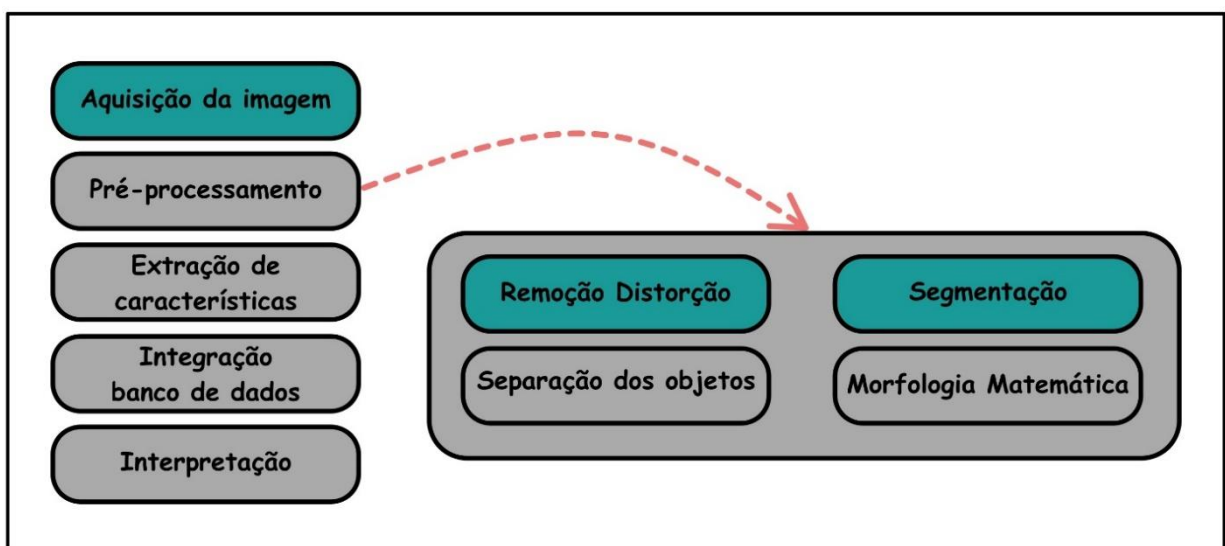 Aquisição da imagem
Pré-processamento
Extração de
característícas
Integração
banco de dados
Interpretação
Remoção Distorção
Segmentação
Separação dos objetos
Morfologia Matemática